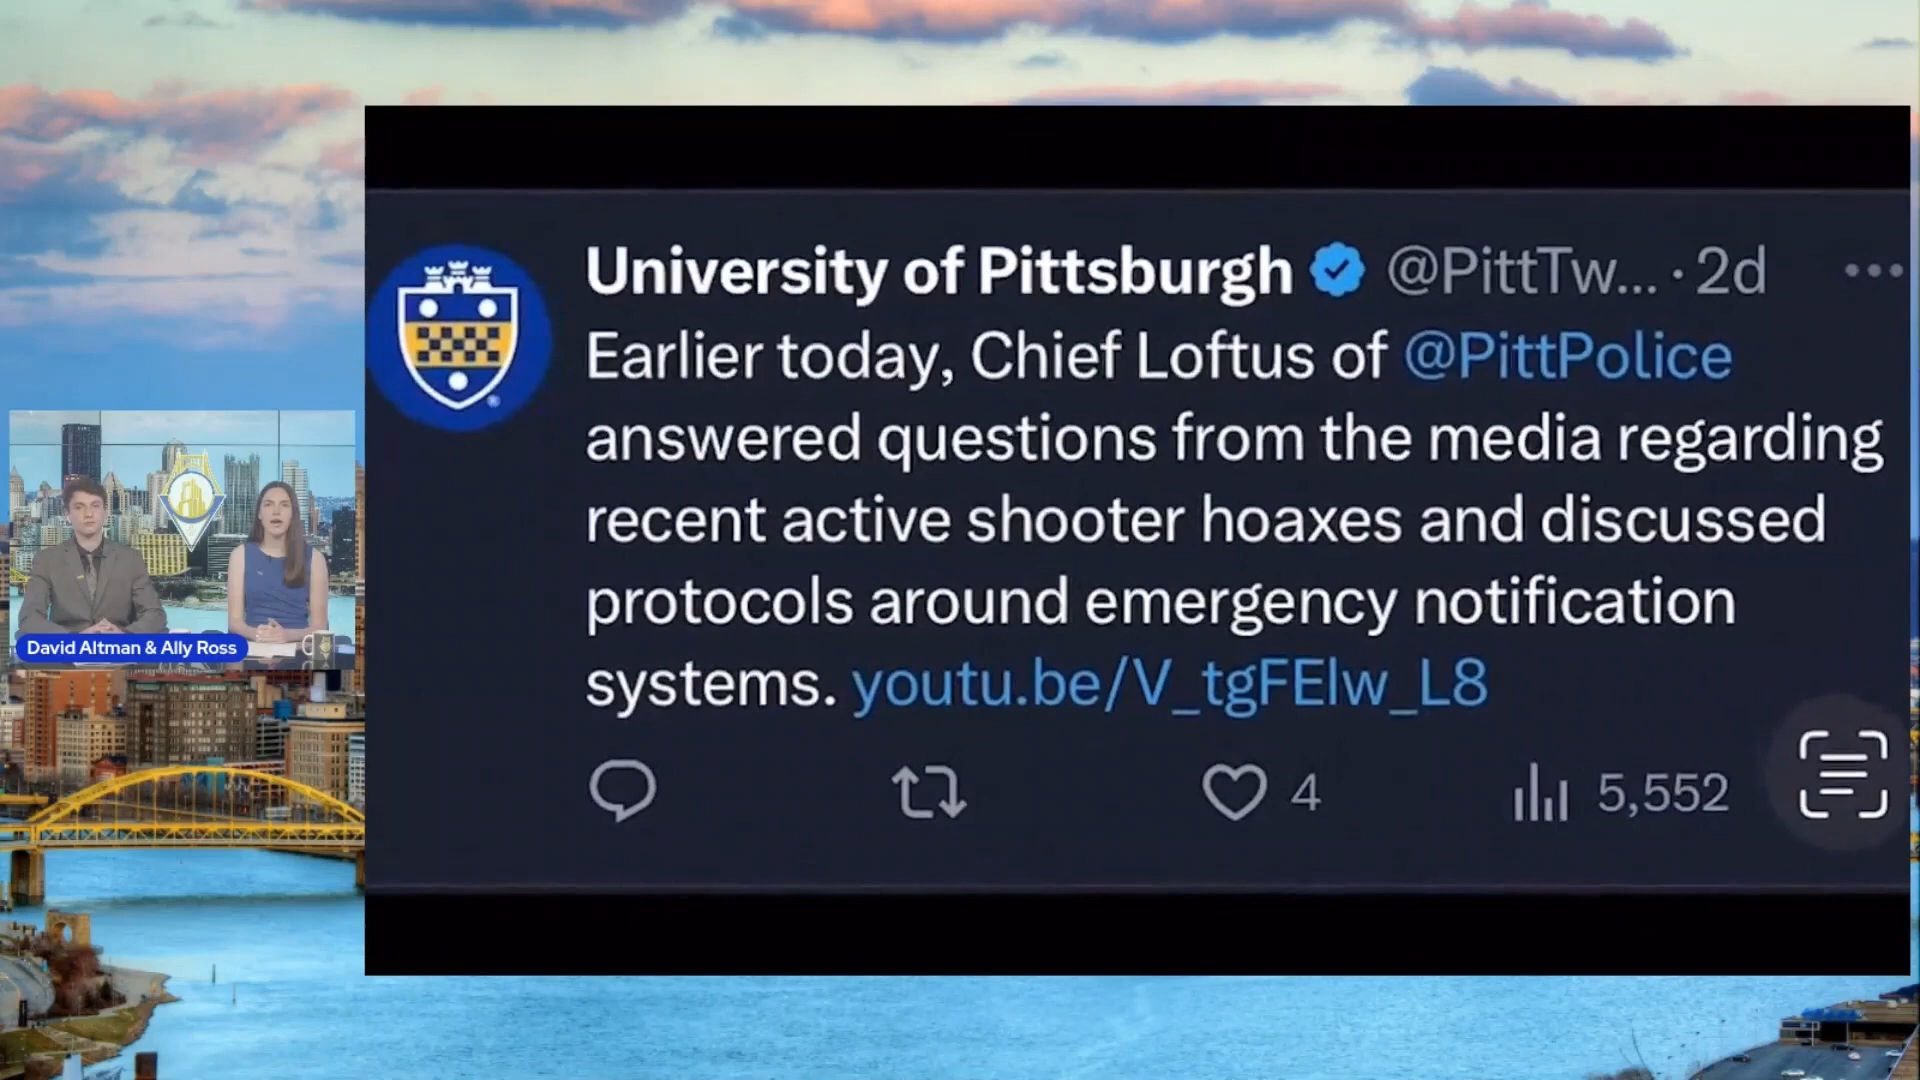 University of Pittsburgh @PittTw... · 2d
Earlier today, Chief Loftus of @PittPolice
answered questions from the media regarding
recent active shooter hoaxes and discussed
protocols around emergency notification
systems. youtu.be/V_tgFElw_L8
4 5,552
David Altman & Ally Ross